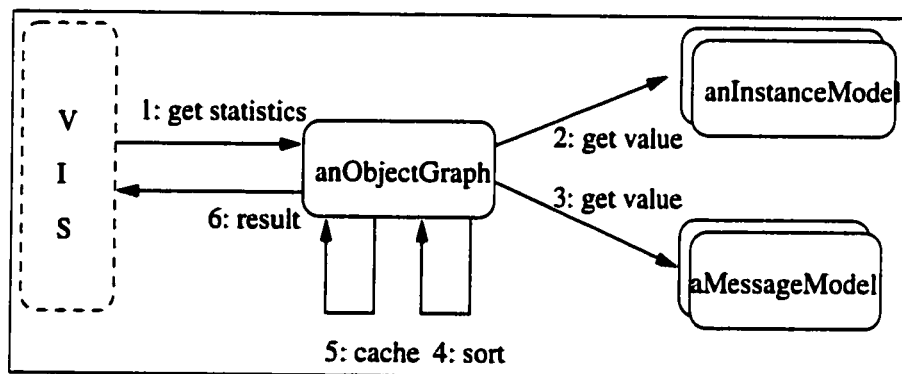 V
I
S
1: get statistics
6: result
anObjectGraph
2: get value
3: get value
anInstanceModel
aMessageModel
5: cache 4: sort